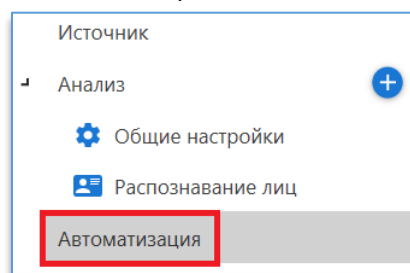 Источник
Анализ
Общие настройки
Распознавание лиц
Автоматизация